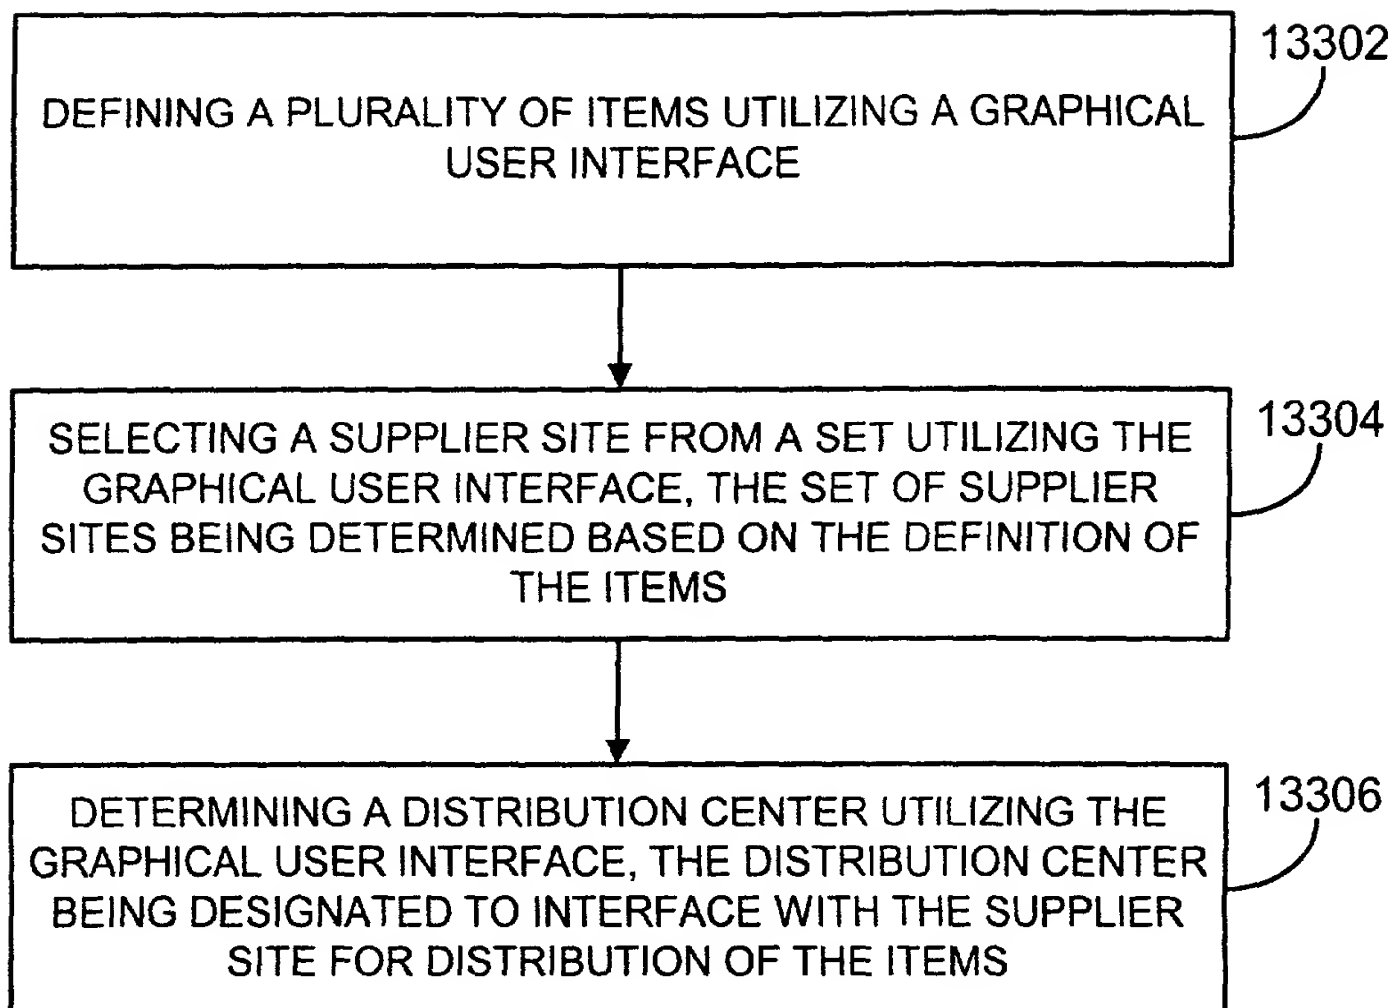 13302
DEFINING A PLURALITY OF ITEMS UTILIZING A GRAPHICAL
USER INTERFACE
13304
SELECTING A SUPPLIER SITE FROM A SET UTILIZING THE
GRAPHICAL USER INTERFACE, THE SET OF SUPPLIER
SITES BEING DETERMINED BASED ON THE DEFINITION OF
THE ITEMS
13306
DETERMINING A DISTRIBUTION CENTER UTILIZING THE
GRAPHICAL USER INTERFACE, THE DISTRIBUTION CENTER
BEING DESIGNATED TO INTERFACE WITH THE SUPPLIER
SITE FOR DISTRIBUTION OF THE ITEMS